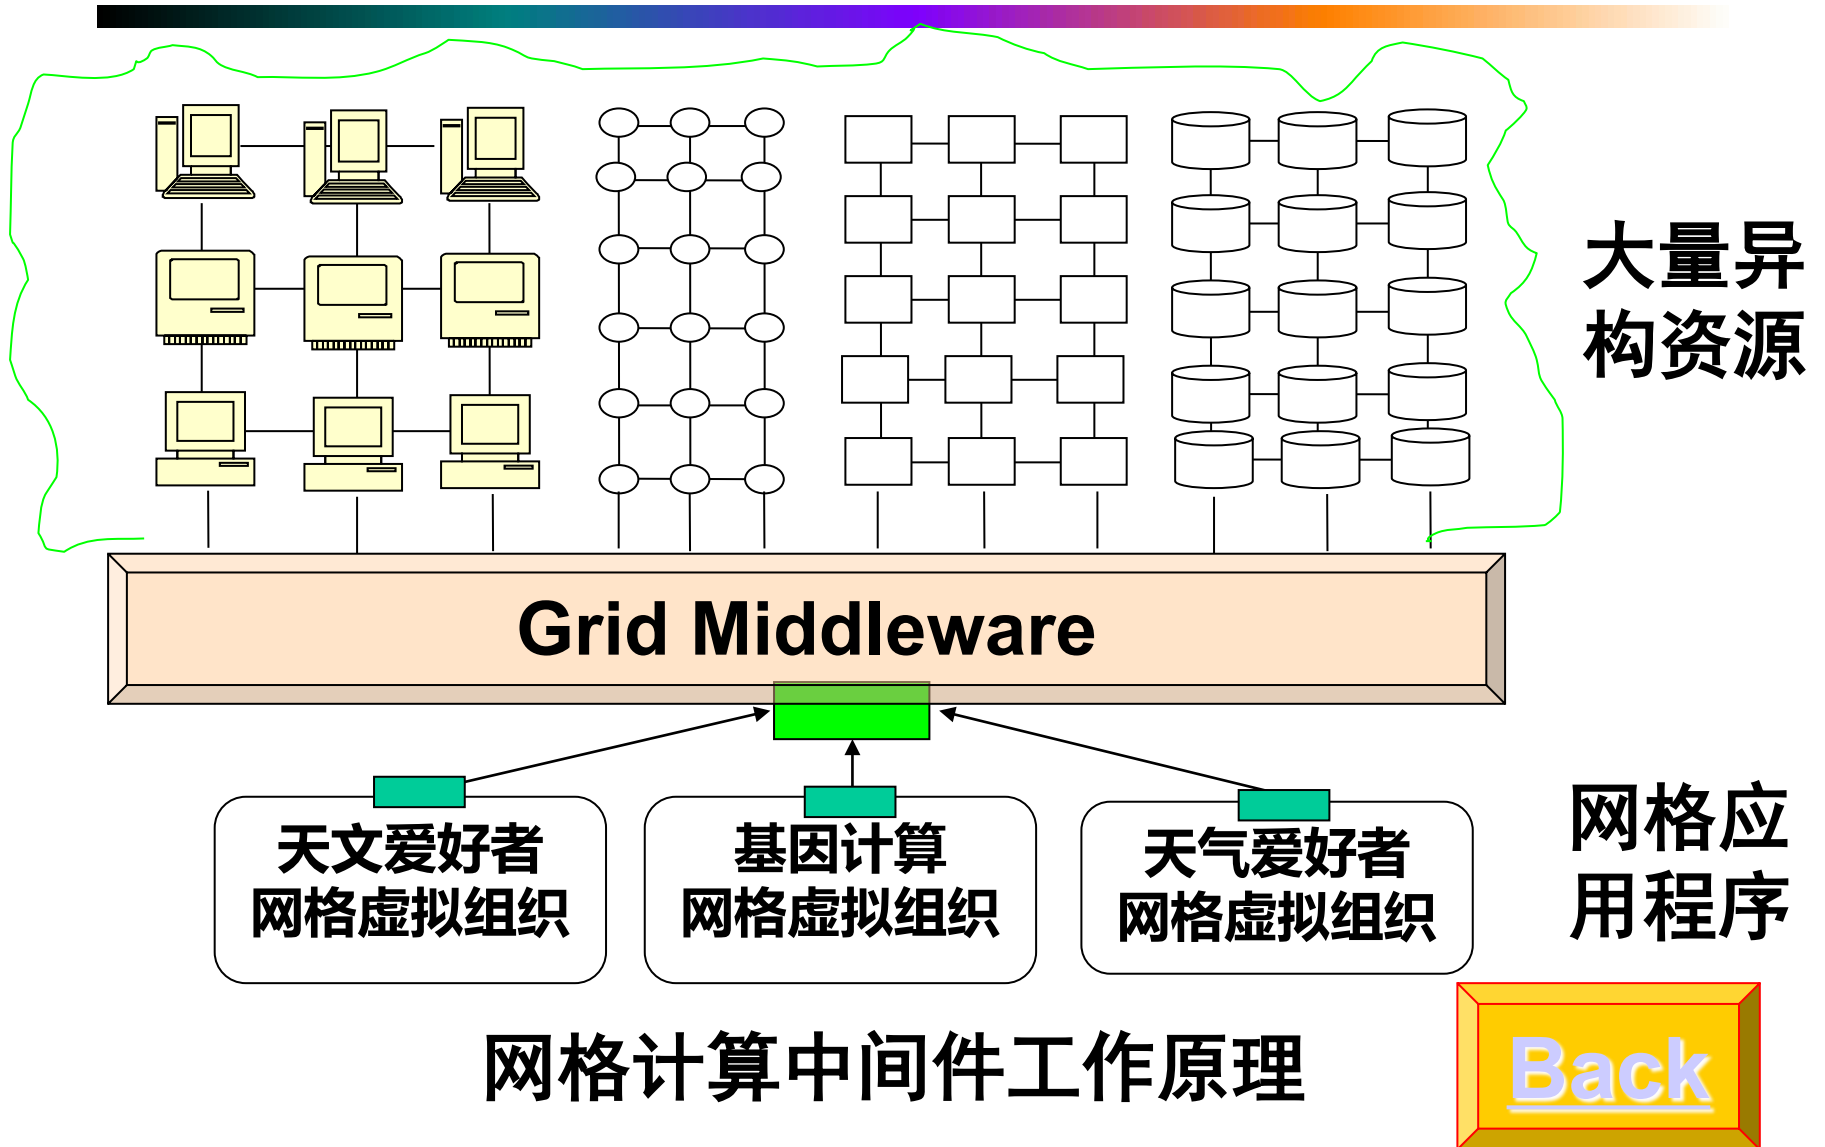 大量异
构资源
Grid Middleware
天文爱好者
网格虚拟组织
基因计算
网格虚拟组织
天气爱好者
网格虚拟组织
网格应
用程序
网格计算中间件工作原理
Back